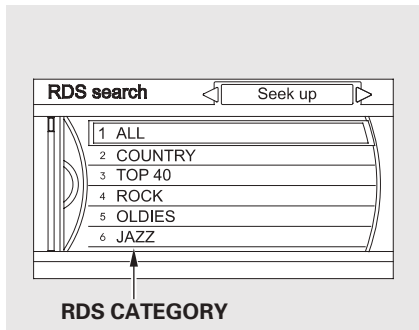 RDS search
Seek up
1 ALL
2 COUNTRY
3 TOP 40
4 ROCK
5 OLDIES
6 JAZZ
RDS CATEGORY